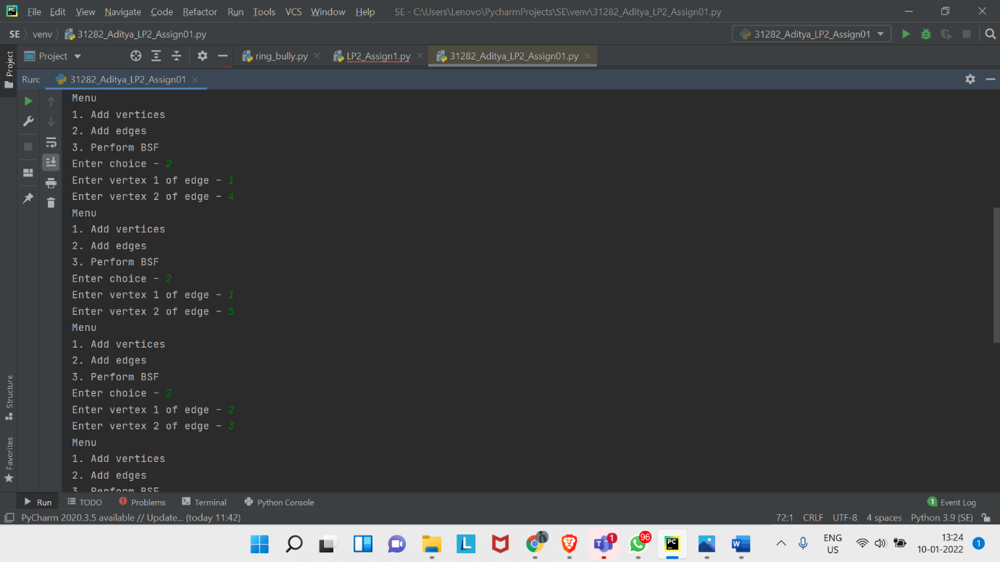 PC File Edit View Navigate Code Refactor Run Tools VCS Window Help SE - C:\Users\Lenovo\PycharmProjects\SE\venv\31282_Aditya_LP2_Assign01.py
SE venv 31282_Aditya_LP2_Assign01.py 31282_Aditya_LP2_Assign01
Project Project ring_bully.py LP2_Assign1.py 31282_Aditya_LP2_Assign01.py
Run: 31282_Aditya_LP2_Assign01
Menu
1. Add vertices
2. Add edges
3. Perform BSF
Enter choice - 2
Enter vertex 1 of edge - 1
Enter vertex 2 of edge - 4
Menu
1. Add vertices
2. Add edges
3. Perform BSF
Enter choice - 2
Enter vertex 1 of edge - 1
Enter vertex 2 of edge - 5
Menu
1. Add vertices
2. Add edges
3. Perform BSF
Enter choice - 2
Enter vertex 1 of edge - 2
Enter vertex 2 of edge - 3
Menu
1. Add vertices
2. Add edges
3. Perform BSF
Structure
Favorites
Run TODO Problems Terminal Python Console 1 Event Log
PyCharm 2020.3.5 available // Update... (today 11:42) 72:1 CRLF UTF-8 4 spaces Python 3.9 (SE)
L n T 1 96 PC W ENG US 13:24 10-01-2022 1